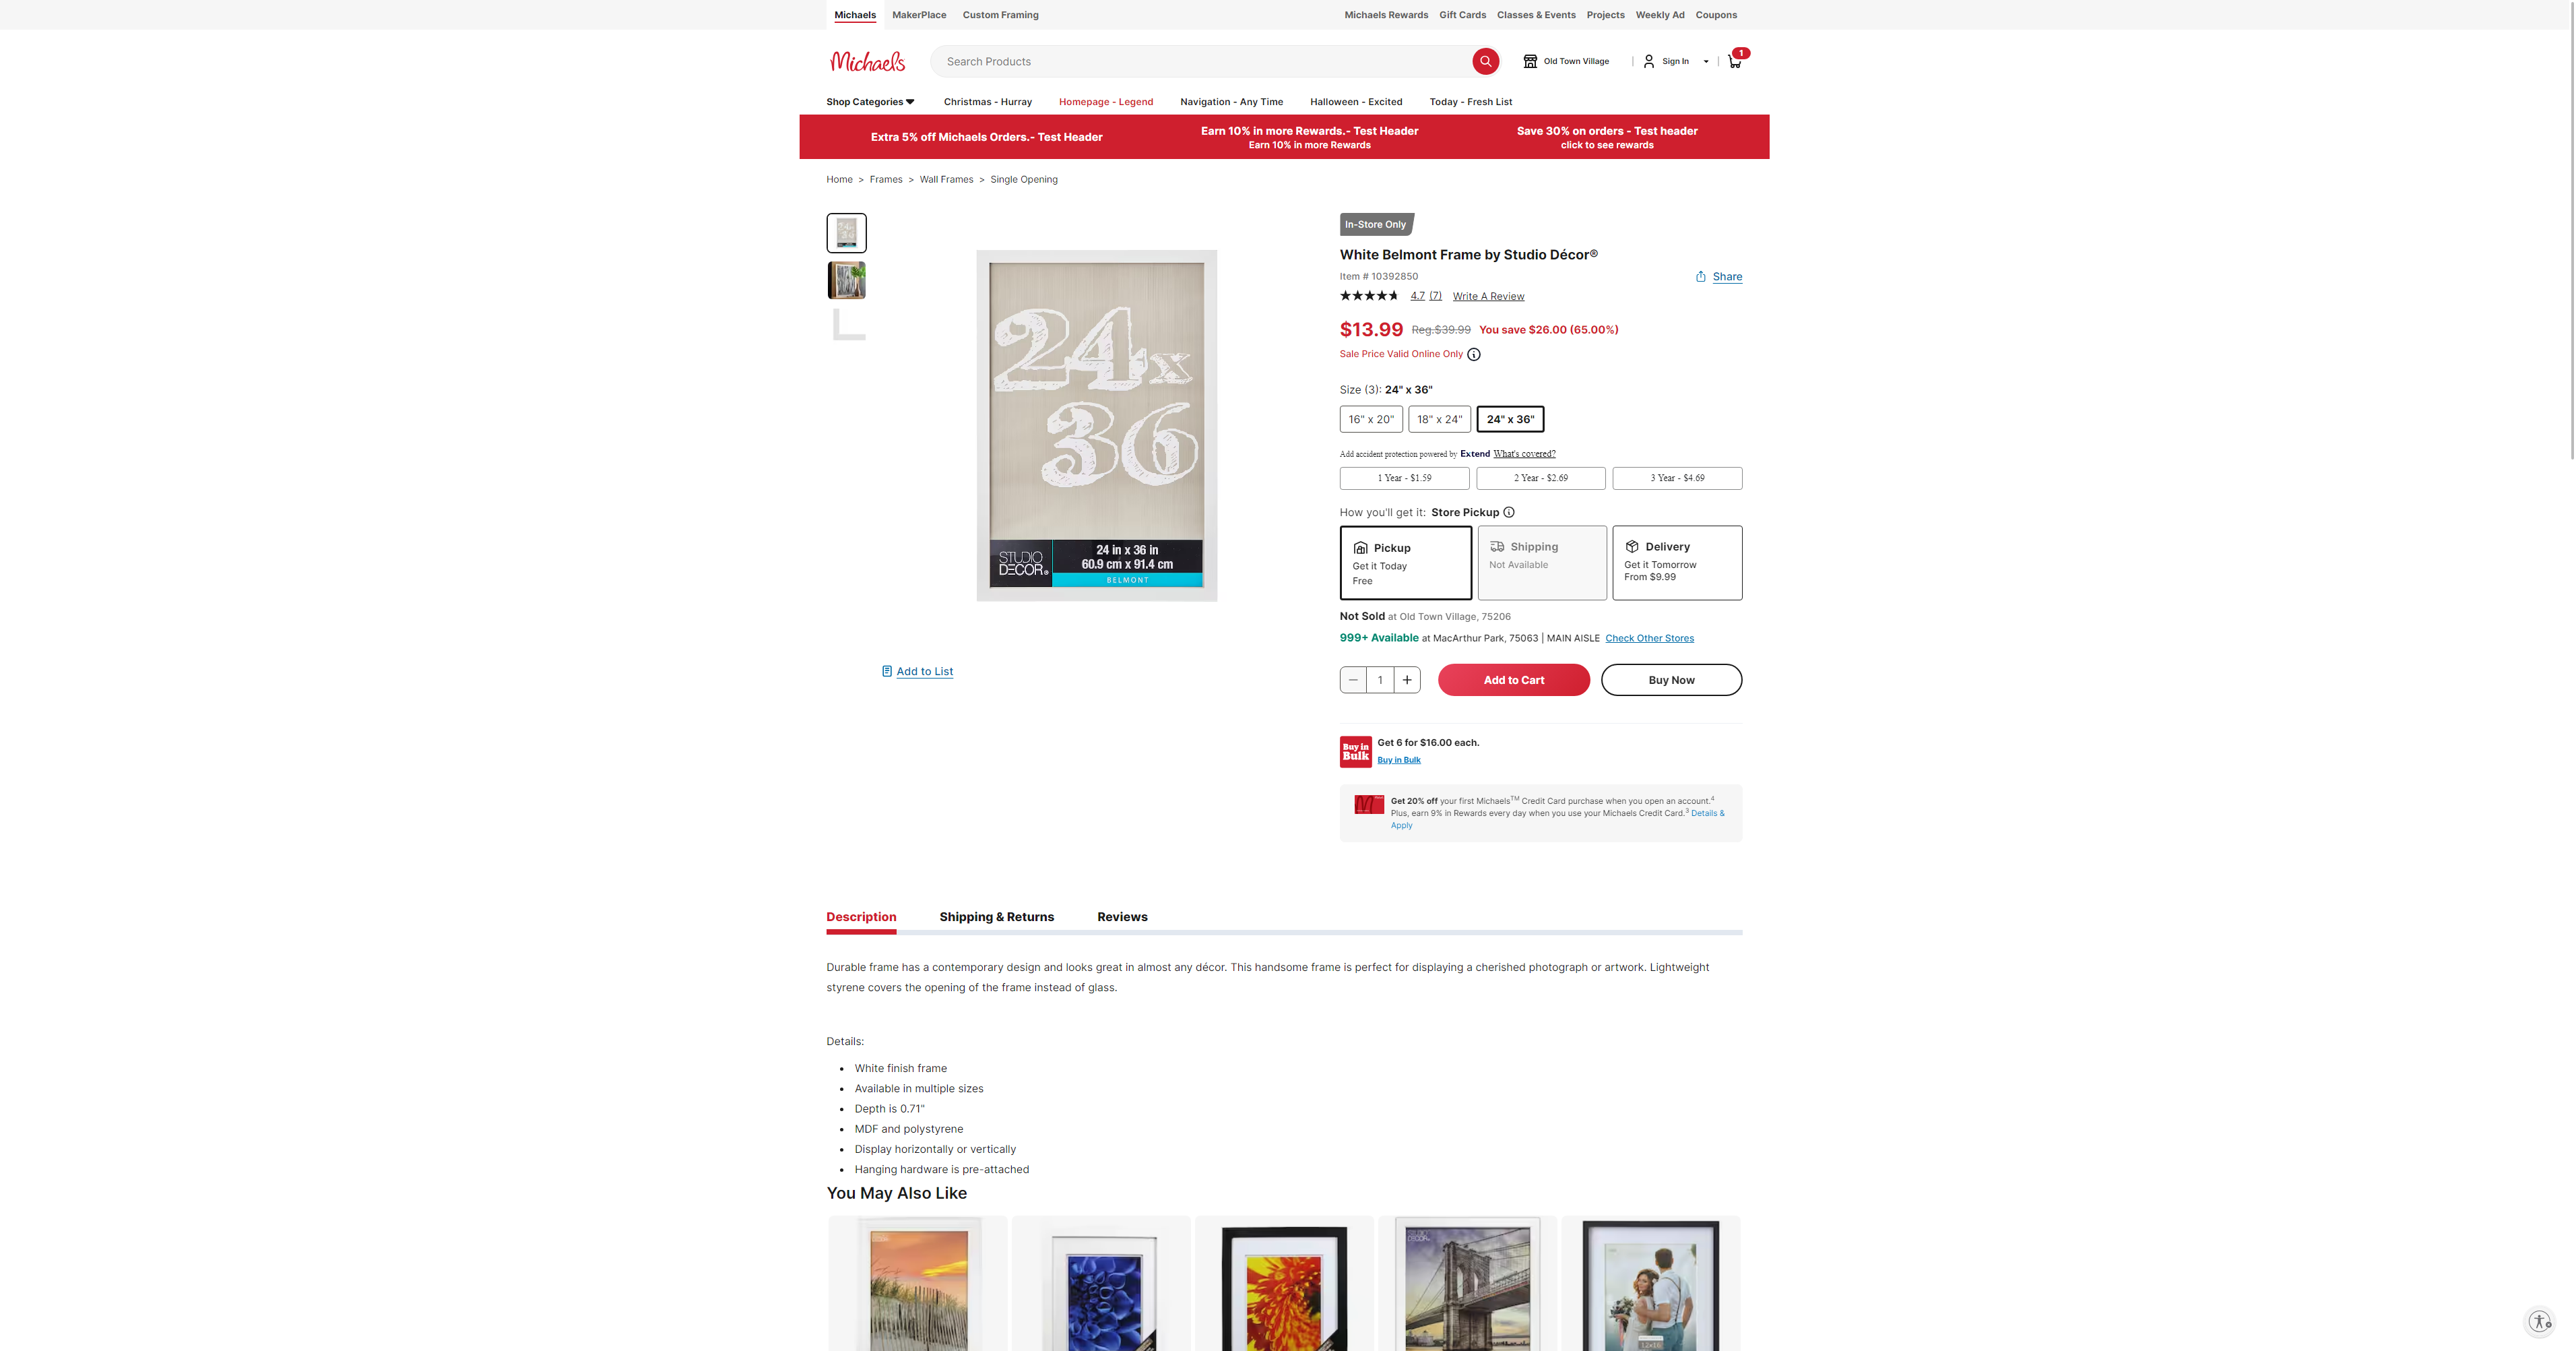 Michaels MakerPlace Custom Framing
Michaels Rewards Gift Cards Classes & Events Projects Weekly Ad Coupons
Michaels
Search Products
Old Town Village
Sign In
1
Shop Categories Christmas - Hurray Homepage - Legend Navigation - Any Time Halloween - Excited Today - Fresh List
Extra 5% off Michaels Orders.- Test Header
Earn 10% in more Rewards.- Test Header
Earn 10% in more Rewards
Save 30% on orders - Test header
click to see rewards
Home > Frames > Wall Frames > Single Opening
24x
36
STUDIO
DECOR®
24 in x 36 in
60.9 cm x 91.4 cm
BELMONT
Add to List
In-Store Only
White Belmont Frame by Studio Décor®
Item # 10392850
Share
4.7 (7) Write A Review
$13.99 Reg.$39.99 You save $26.00 (65.00%)
Sale Price Valid Online Only
Size (3): 24" x 36"
16" x 20" 18" x 24" 24" x 36"
Add accident protection powered by Extend What's covered?
1 Year - $1.59 2 Year - $2.69 3 Year - $4.69
How you'll get it: Store Pickup
Pickup
Get it Today
Free
Shipping
Not Available
Delivery
Get it Tomorrow
From $9.99
Not Sold at Old Town Village, 75206
999+ Available at MacArthur Park, 75063 | MAIN AISLE Check Other Stores
1
Add to Cart
Buy Now
Buy in
Bulk
Get 6 for $16.00 each.
Buy in Bulk
Get 20% off your first Michaels™ Credit Card purchase when you open an account.⁴
Plus, earn 9% in Rewards every day when you use your Michaels Credit Card.³ Details &
Apply
Description Shipping & Returns Reviews
Durable frame has a contemporary design and looks great in almost any décor. This handsome frame is perfect for displaying a cherished photograph or artwork. Lightweight
styrene covers the opening of the frame instead of glass.
Details:
• White finish frame
• Available in multiple sizes
• Depth is 0.71"
• MDF and polystyrene
• Display horizontally or vertically
• Hanging hardware is pre-attached
You May Also Like